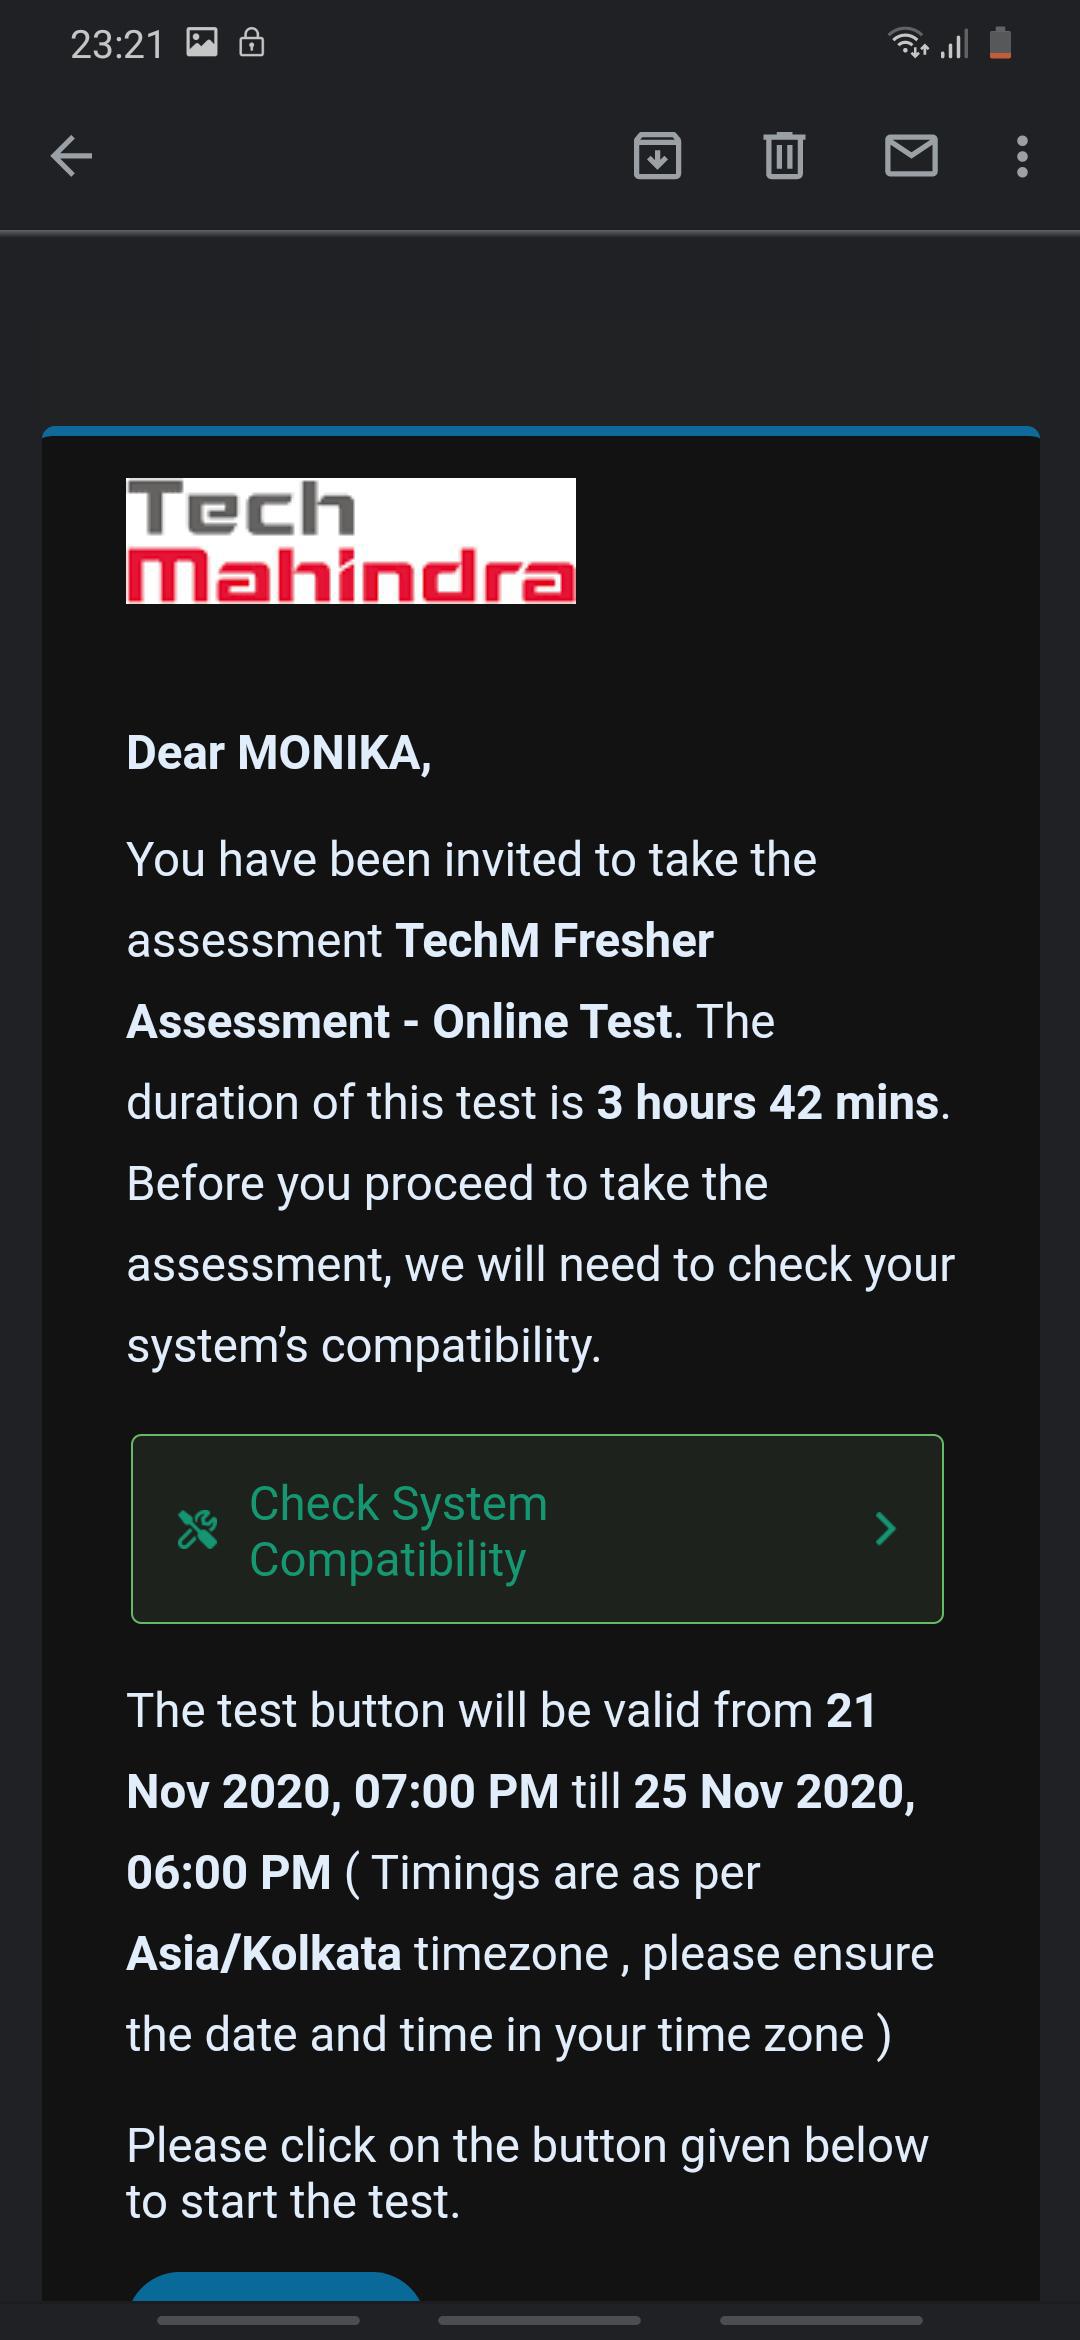 23:21
Tech
Mahindra
Dear MONIKA,
You have been invited to take the
assessment TechM Fresher
Assessment - Online Test. The
duration of this test is 3 hours 42 mins.
Before you proceed to take the
assessment, we will need to check your
system’s compatibility.
Check System
Compatibility
The test button will be valid from 21
Nov 2020, 07:00 PM till 25 Nov 2020,
06:00 PM ( Timings are as per
Asia/Kolkata timezone , please ensure
the date and time in your time zone )
Please click on the button given below
to start the test.